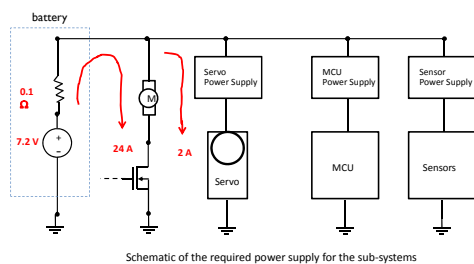 battery
0.1
Ω
7.2 V
+
-
M
24 A
2 A
Servo
Power Supply
Servo
MCU
Power Supply
MCU
Sensor
Power Supply
Sensors
Schematic of the required power supply for the sub-systems